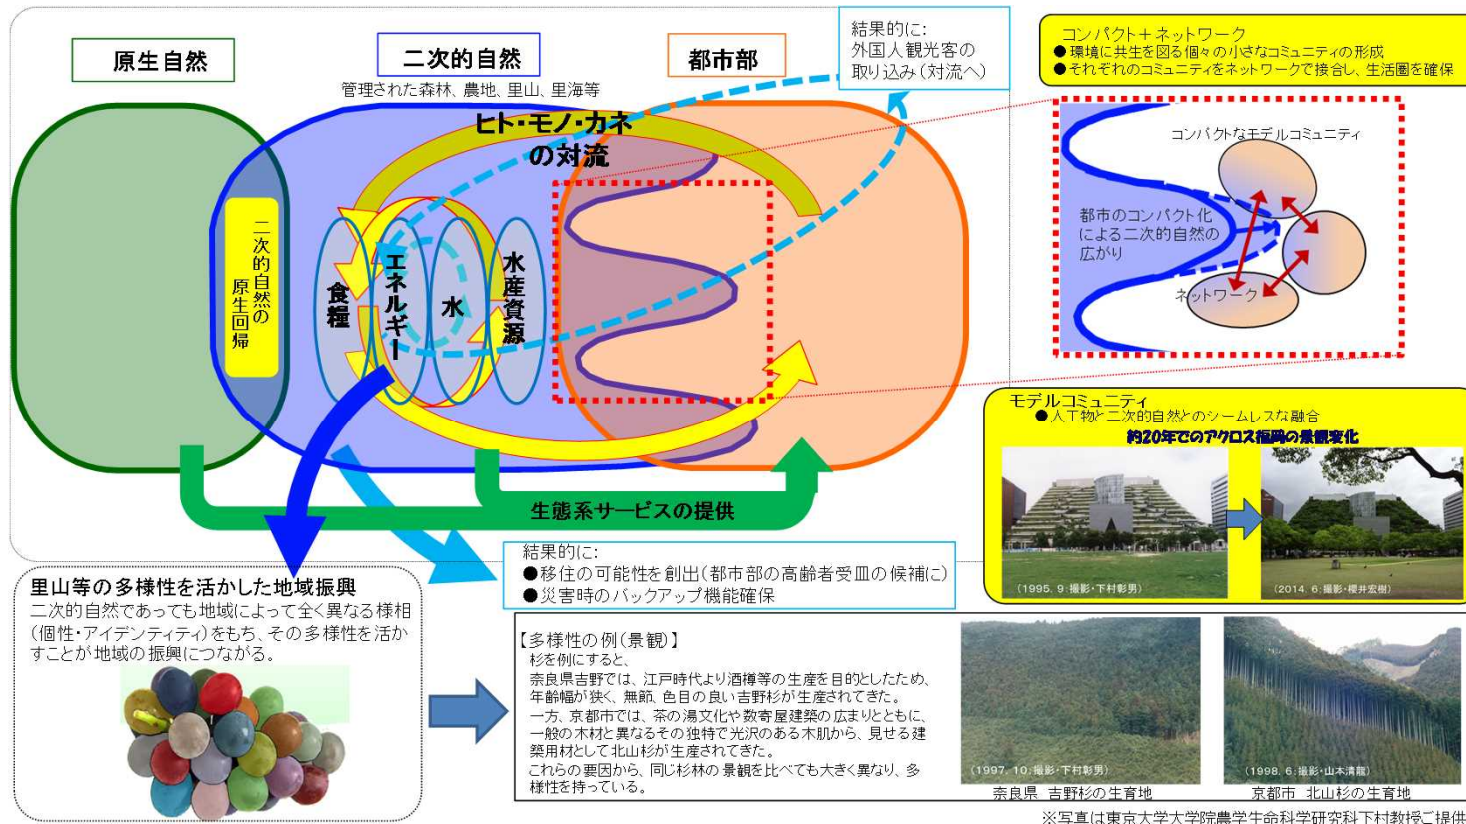 原生自然
二次的自然
管理された森林、農地、里山、里海等
都市部
結果的に:
外国人観光客の
取り込み(対流へ)
コンパクト+ネットワーク
●環境に共生を図る個々の小さなコミュニティの形成
●それぞれのコミュニティをネットワークで接合し、生活圏を確保
ヒト・モノ・カネ
の対流
二次的自然の
原生回帰
食糧
エネルギー
水
水産資源
コンパクトなモデルコミュニティ
都市のコンパクト化
による二次的自然の
広がり
ネットワーク
生態系サービスの提供
モデルコミュニティ
●人工物と二次的自然とのシームレスな融合
約20年でのアクロス福岡の景観変化
(1995.9:撮影・下村彰男)
(2014.6:撮影・櫻井宏樹)
結果的に:
●移住の可能性を創出(都市部の高齢者受皿の候補に)
●災害時のバックアップ機能確保
里山等の多様性を活かした地域振興
二次的自然であっても地域によって全く異なる様相
(個性・アイデンティティ)をもち、その多様性を活か
すことが地域の振興につながる。
【多様性の例(景観)】
杉を例にすると、
奈良県吉野では、江戸時代より酒樽等の生産を目的としたため、
年齢幅が狭く、無節、色目の良い吉野杉が生産されてきた。
一方、京都市では、茶の湯文化や数寄屋建築の広まりとともに、
一般の木材と異なるその独特で光沢のある木肌から、見せる建
築用材として北山杉が生産されてきた。
これらの要因から、同じ杉林の景観を比べても大きく異なり、多
様性を持っている。
(1997.10:撮影・下村彰男)
奈良県 吉野杉の生育地
(1998.6:撮影・山本清龍)
京都市 北山杉の生育地
※写真は東京大学大学院農学生命科学研究科下村教授ご提供